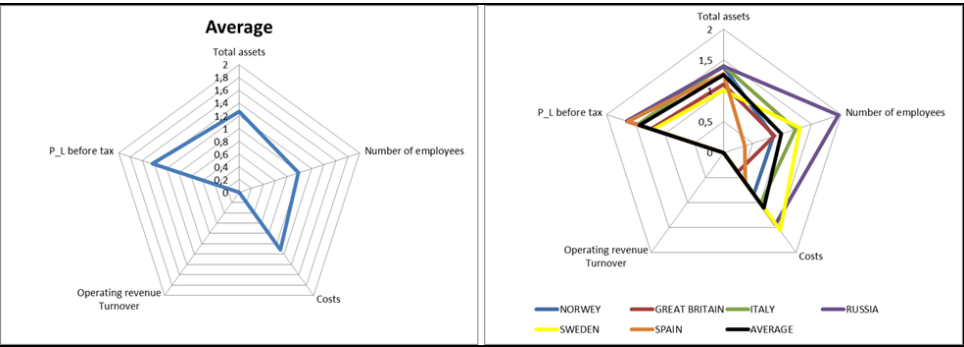 Average
Total assets
2
1,8
1,6
1,4
1,2
1
0,8
0,6
0,4
0,2
0
P_L before tax
Number of employees
Operating revenue
Turnover
Costs
Total assets
2
1,5
1
0,5
0
P_L before tax
Number of employees
Operating revenue
Turnover
Costs
NORWEY GREAT BRITAIN ITALY RUSSIA
SWEDEN SPAIN AVERAGE